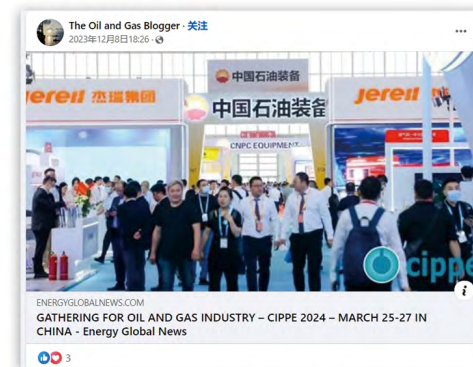 The Oil and Gas Blogger · 关注
2023年12月8日18:26 ·
Jereh 杰瑞集团
中国石油装备
中国石油装备
CNPC EQUIPMENT
Jereh
cippe
ENERGYGLOBALNEWS.COM
GATHERING FOR OIL AND GAS INDUSTRY – CIPPE 2024 – MARCH 25-27 IN
CHINA - Energy Global News
3